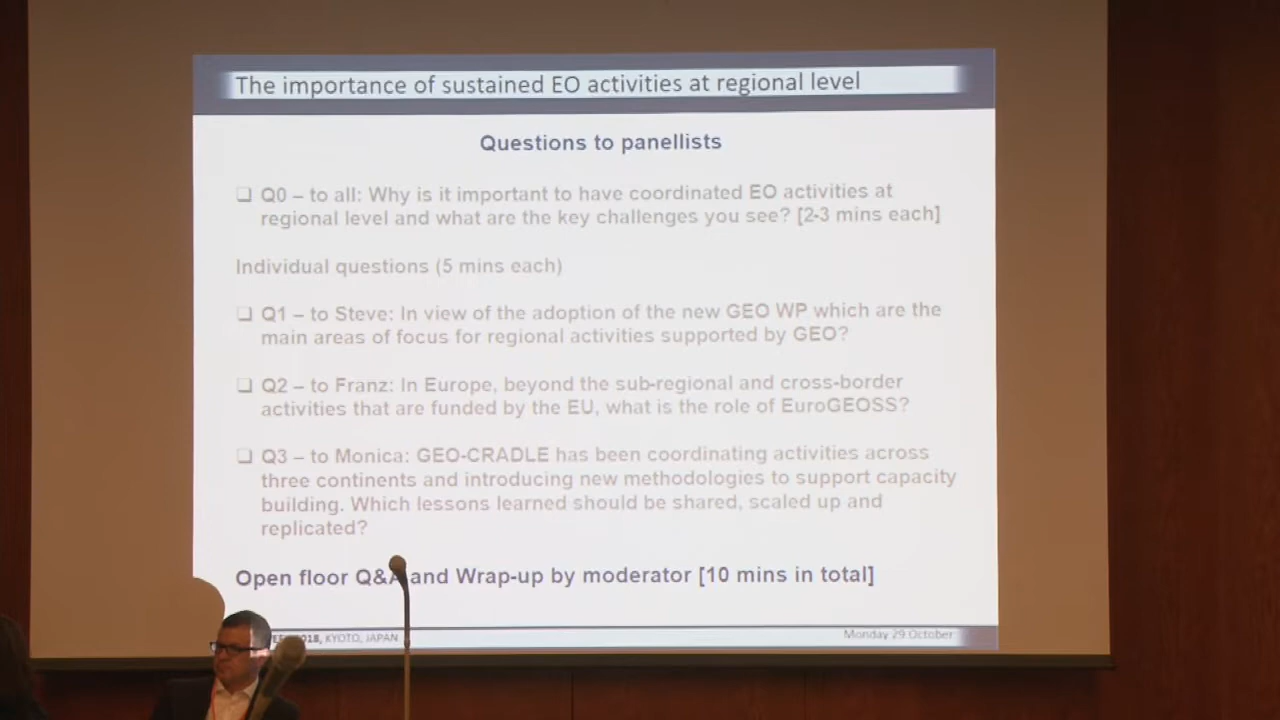 The importance of sustained EO activities at regional level
Questions to panellists
❑ Q0 – to all: Why is it important to have coordinated EO activities at
regional level and what are the key challenges you see? [2-3 mins each]
Individual questions (5 mins each)
❑ Q1 – to Steve: In view of the adoption of the new GEO WP which are the
main areas of focus for regional activities supported by GEO?
❑ Q2 – to Franz: In Europe, beyond the sub-regional and cross-border
activities that are funded by the EU, what is the role of EuroGEOSS?
❑ Q3 – to Monica: GEO-CRADLE has been coordinating activities across
three continents and introducing new methodologies to support capacity
building. Which lessons learned should be shared, scaled up and
replicated?
Open floor Q&A and Wrap-up by moderator [10 mins in total]
KYOTO, JAPAN
Monday 29 October